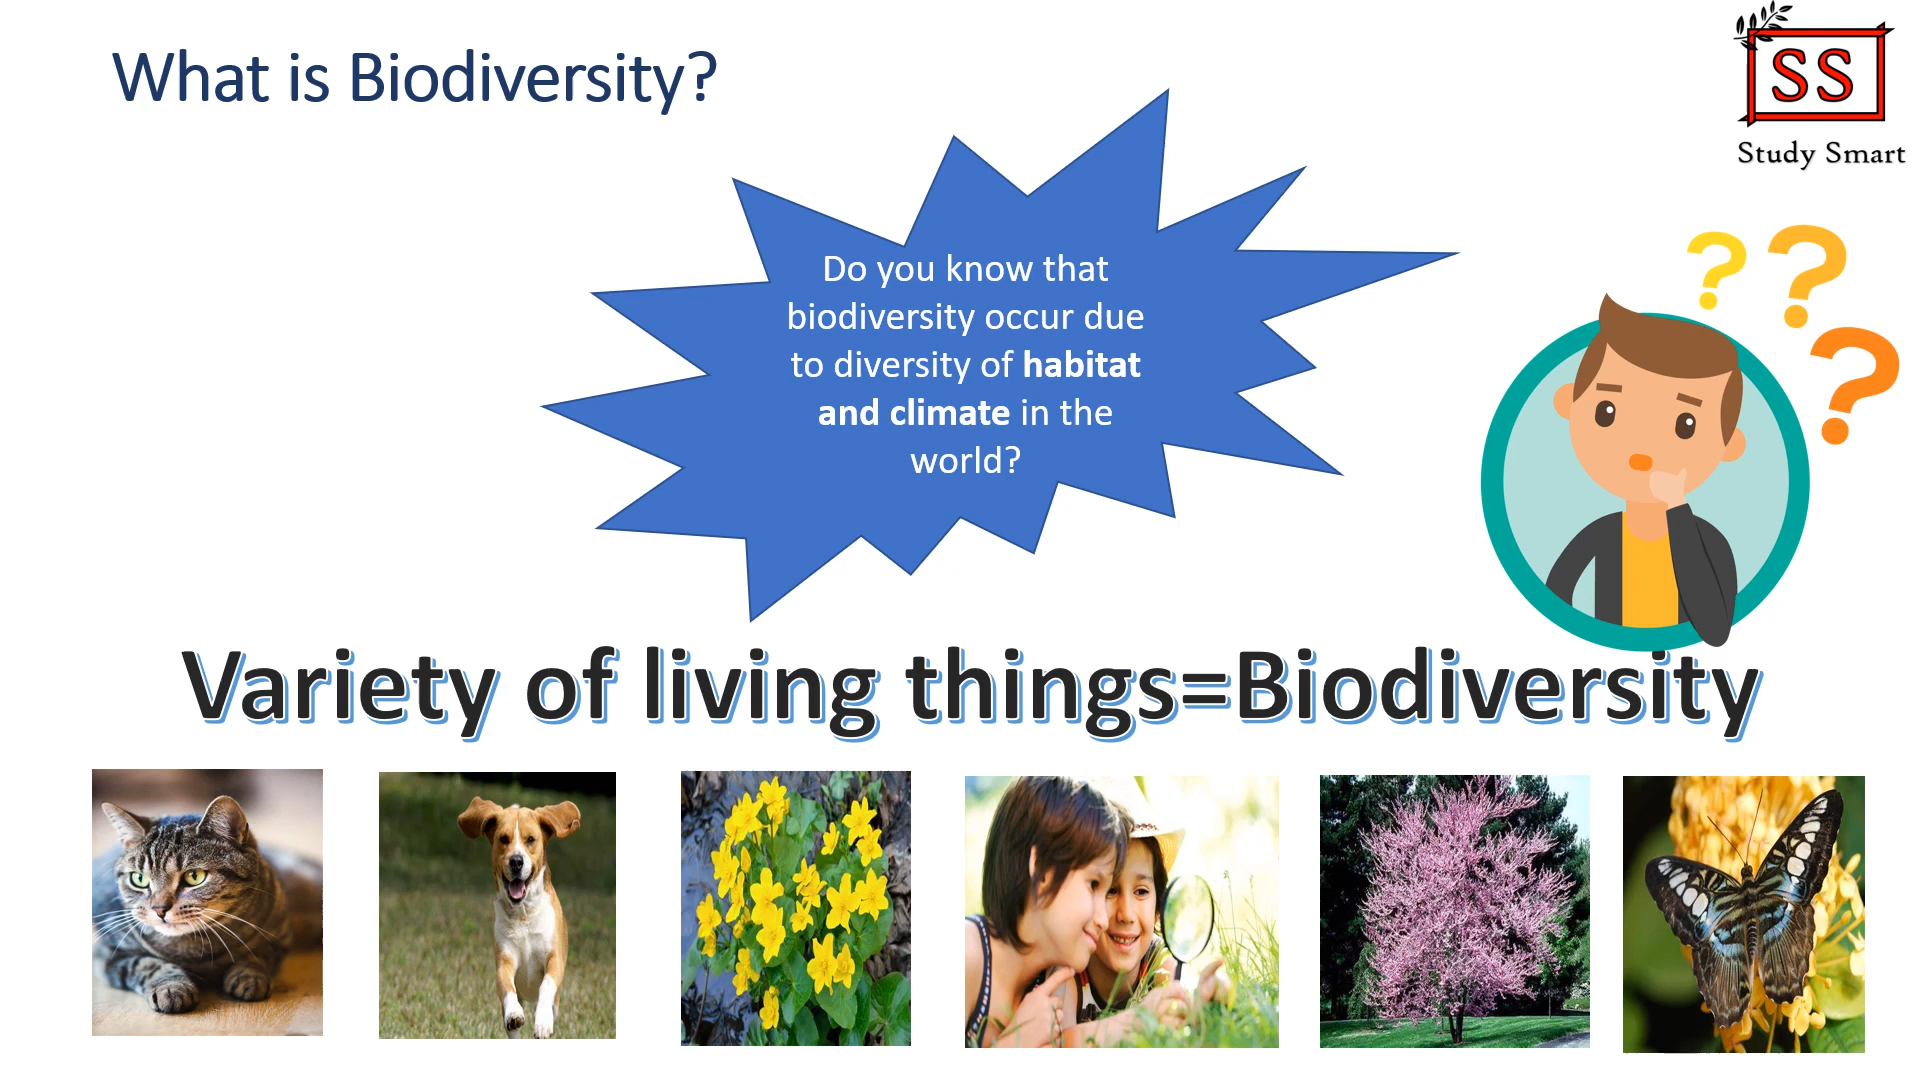 What is Biodiversity?
SS
Study Smart
Do you know that
biodiversity occur due
to diversity of habitat
and climate in the
world?
???
Variety of living things=Biodiversity